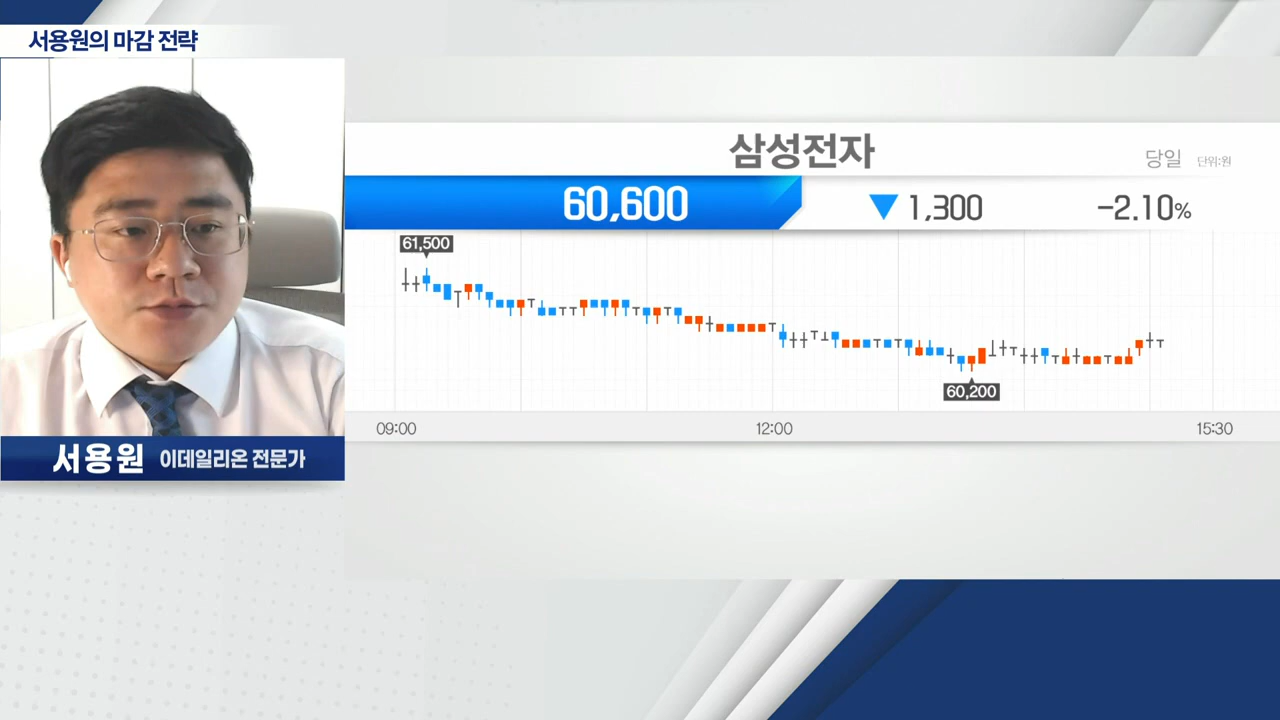 서용원의 마감 전략
삼성전자
당일 단위:원
60,600 ▼ 1,300 -2.10%
61,500
60,200
09:00 12:00 15:30
서용원 이데일리온 전문가